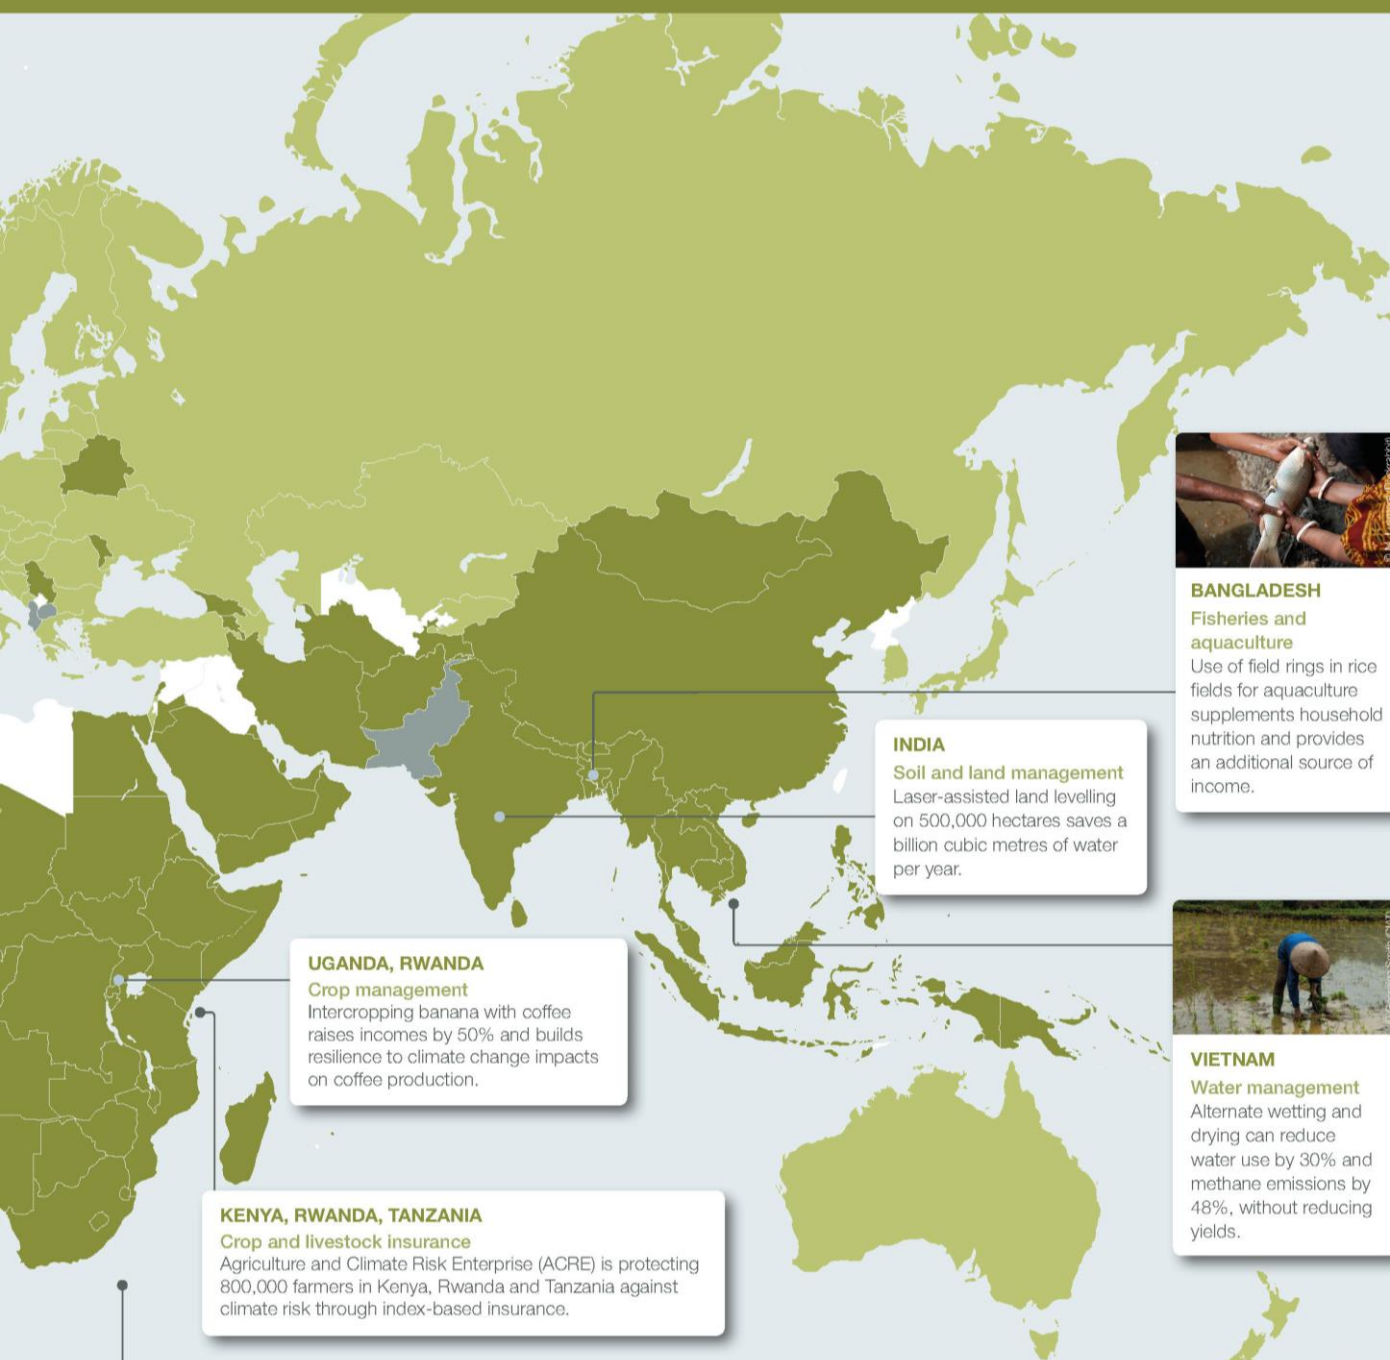 BANGLADESH
Fisheries and
aquaculture
Use of field rings in rice
fields for aquaculture
supplements household
nutrition and provides
an additional source of
income.
INDIA
Soil and land management
Laser-assisted land levelling
on 500,000 hectares saves a
billion cubic metres of water
per year.
UGANDA, RWANDA
Crop management
Intercropping banana with coffee
raises incomes by 50% and builds
resilience to climate change impacts
on coffee production.
VIETNAM
Water management
Alternate wetting and
drying can reduce
water use by 30% and
methane emissions by
48%, without reducing
yields.
KENYA, RWANDA, TANZANIA
Crop and livestock insurance
Agriculture and Climate Risk Enterprise (ACRE) is protecting
800,000 farmers in Kenya, Rwanda and Tanzania against
climate risk through index-based insurance.